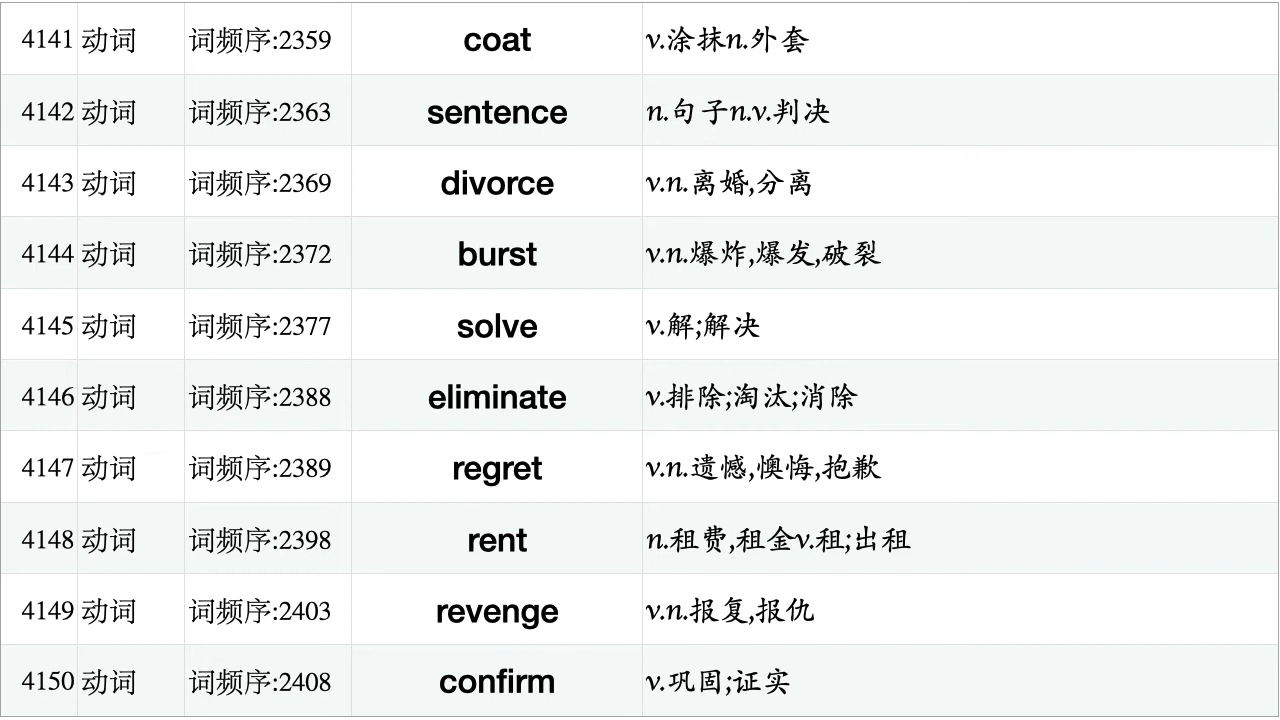 4141 动词 词频序:2359 coat v.涂抹n.外套
4142 动词 词频序:2363 sentence n.句子n.v.判决
4143 动词 词频序:2369 divorce v.n.离婚,分离
4144 动词 词频序:2372 burst v.n.爆炸,爆发,破裂
4145 动词 词频序:2377 solve v.解;解决
4146 动词 词频序:2388 eliminate v.排除;淘汰;消除
4147 动词 词频序:2389 regret v.n.遗憾,懊悔,抱歉
4148 动词 词频序:2398 rent n.租费,租金v.租;出租
4149 动词 词频序:2403 revenge v.n.报复,报仇
4150 动词 词频序:2408 confirm v.巩固;证实